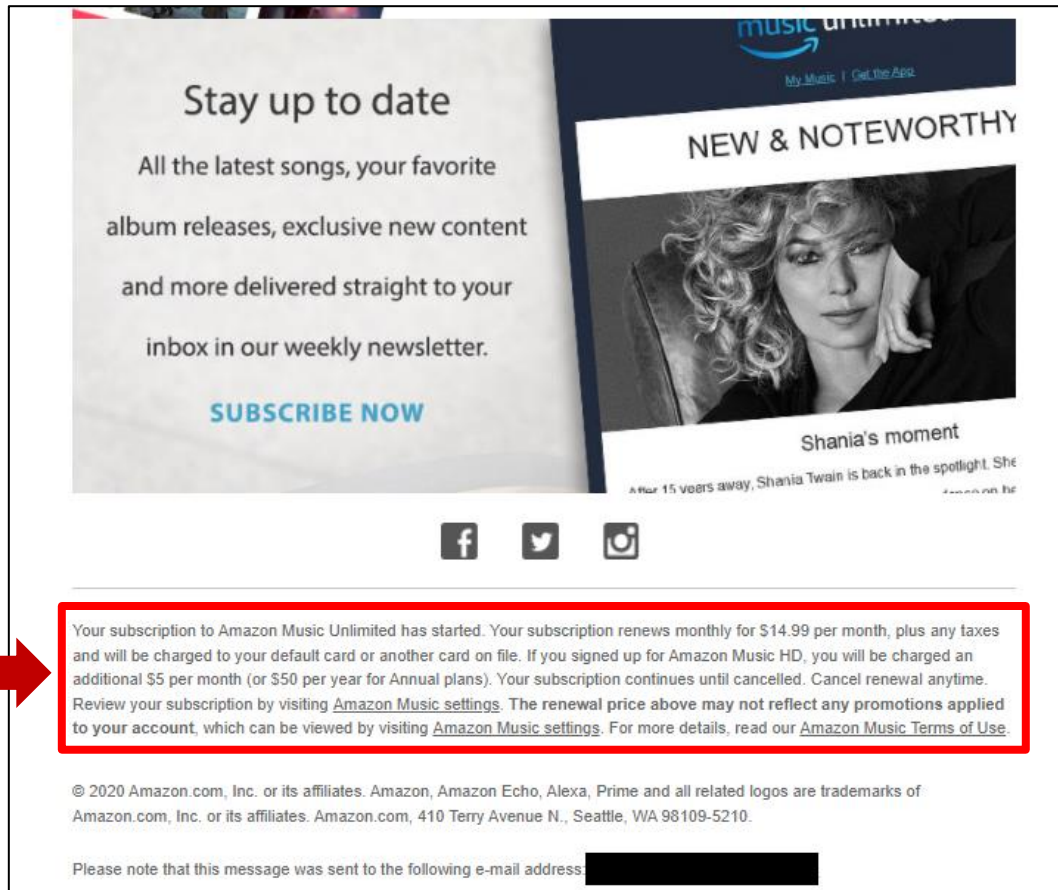 music unlimited
My Music | Get the App
NEW & NOTEWORTHY
Stay up to date
All the latest songs, your favorite
album releases, exclusive new content
and more delivered straight to your
inbox in our weekly newsletter.
SUBSCRIBE NOW
Shania's moment
After 15 years away, Shania Twain is back in the spotlight. She
Your subscription to Amazon Music Unlimited has started. Your subscription renews monthly for $14.99 per month, plus any taxes
and will be charged to your default card or another card on file. If you signed up for Amazon Music HD, you will be charged an
additional $5 per month (or $50 per year for Annual plans). Your subscription continues until cancelled. Cancel renewal anytime.
Review your subscription by visiting Amazon Music settings. The renewal price above may not reflect any promotions applied
to your account, which can be viewed by visiting Amazon Music settings. For more details, read our Amazon Music Terms of Use.
© 2020 Amazon.com, Inc. or its affiliates. Amazon, Amazon Echo, Alexa, Prime and all related logos are trademarks of
Amazon.com, Inc. or its affiliates. Amazon.com, 410 Terry Avenue N., Seattle, WA 98109-5210.
Please note that this message was sent to the following e-mail address: